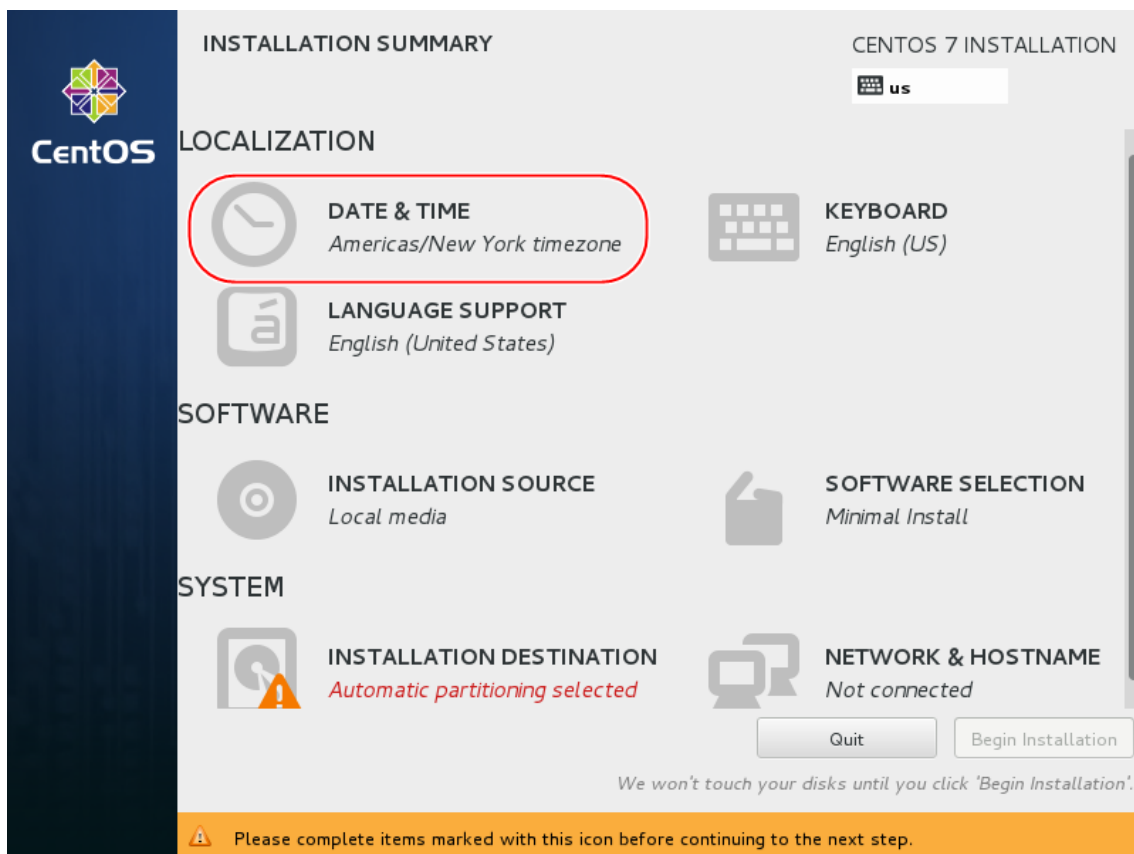 INSTALLATION SUMMARY
CENTOS 7 INSTALLATION
us
CentOS
LOCALIZATION
DATE & TIME
Americas/New York timezone
KEYBOARD
English (US)
á
LANGUAGE SUPPORT
English (United States)
SOFTWARE
INSTALLATION SOURCE
Local media
SOFTWARE SELECTION
Minimal Install
SYSTEM
INSTALLATION DESTINATION
Automatic partitioning selected
NETWORK & HOSTNAME
Not connected
Quit
Begin Installation
We won't touch your disks until you click 'Begin Installation'.
Please complete items marked with this icon before continuing to the next step.